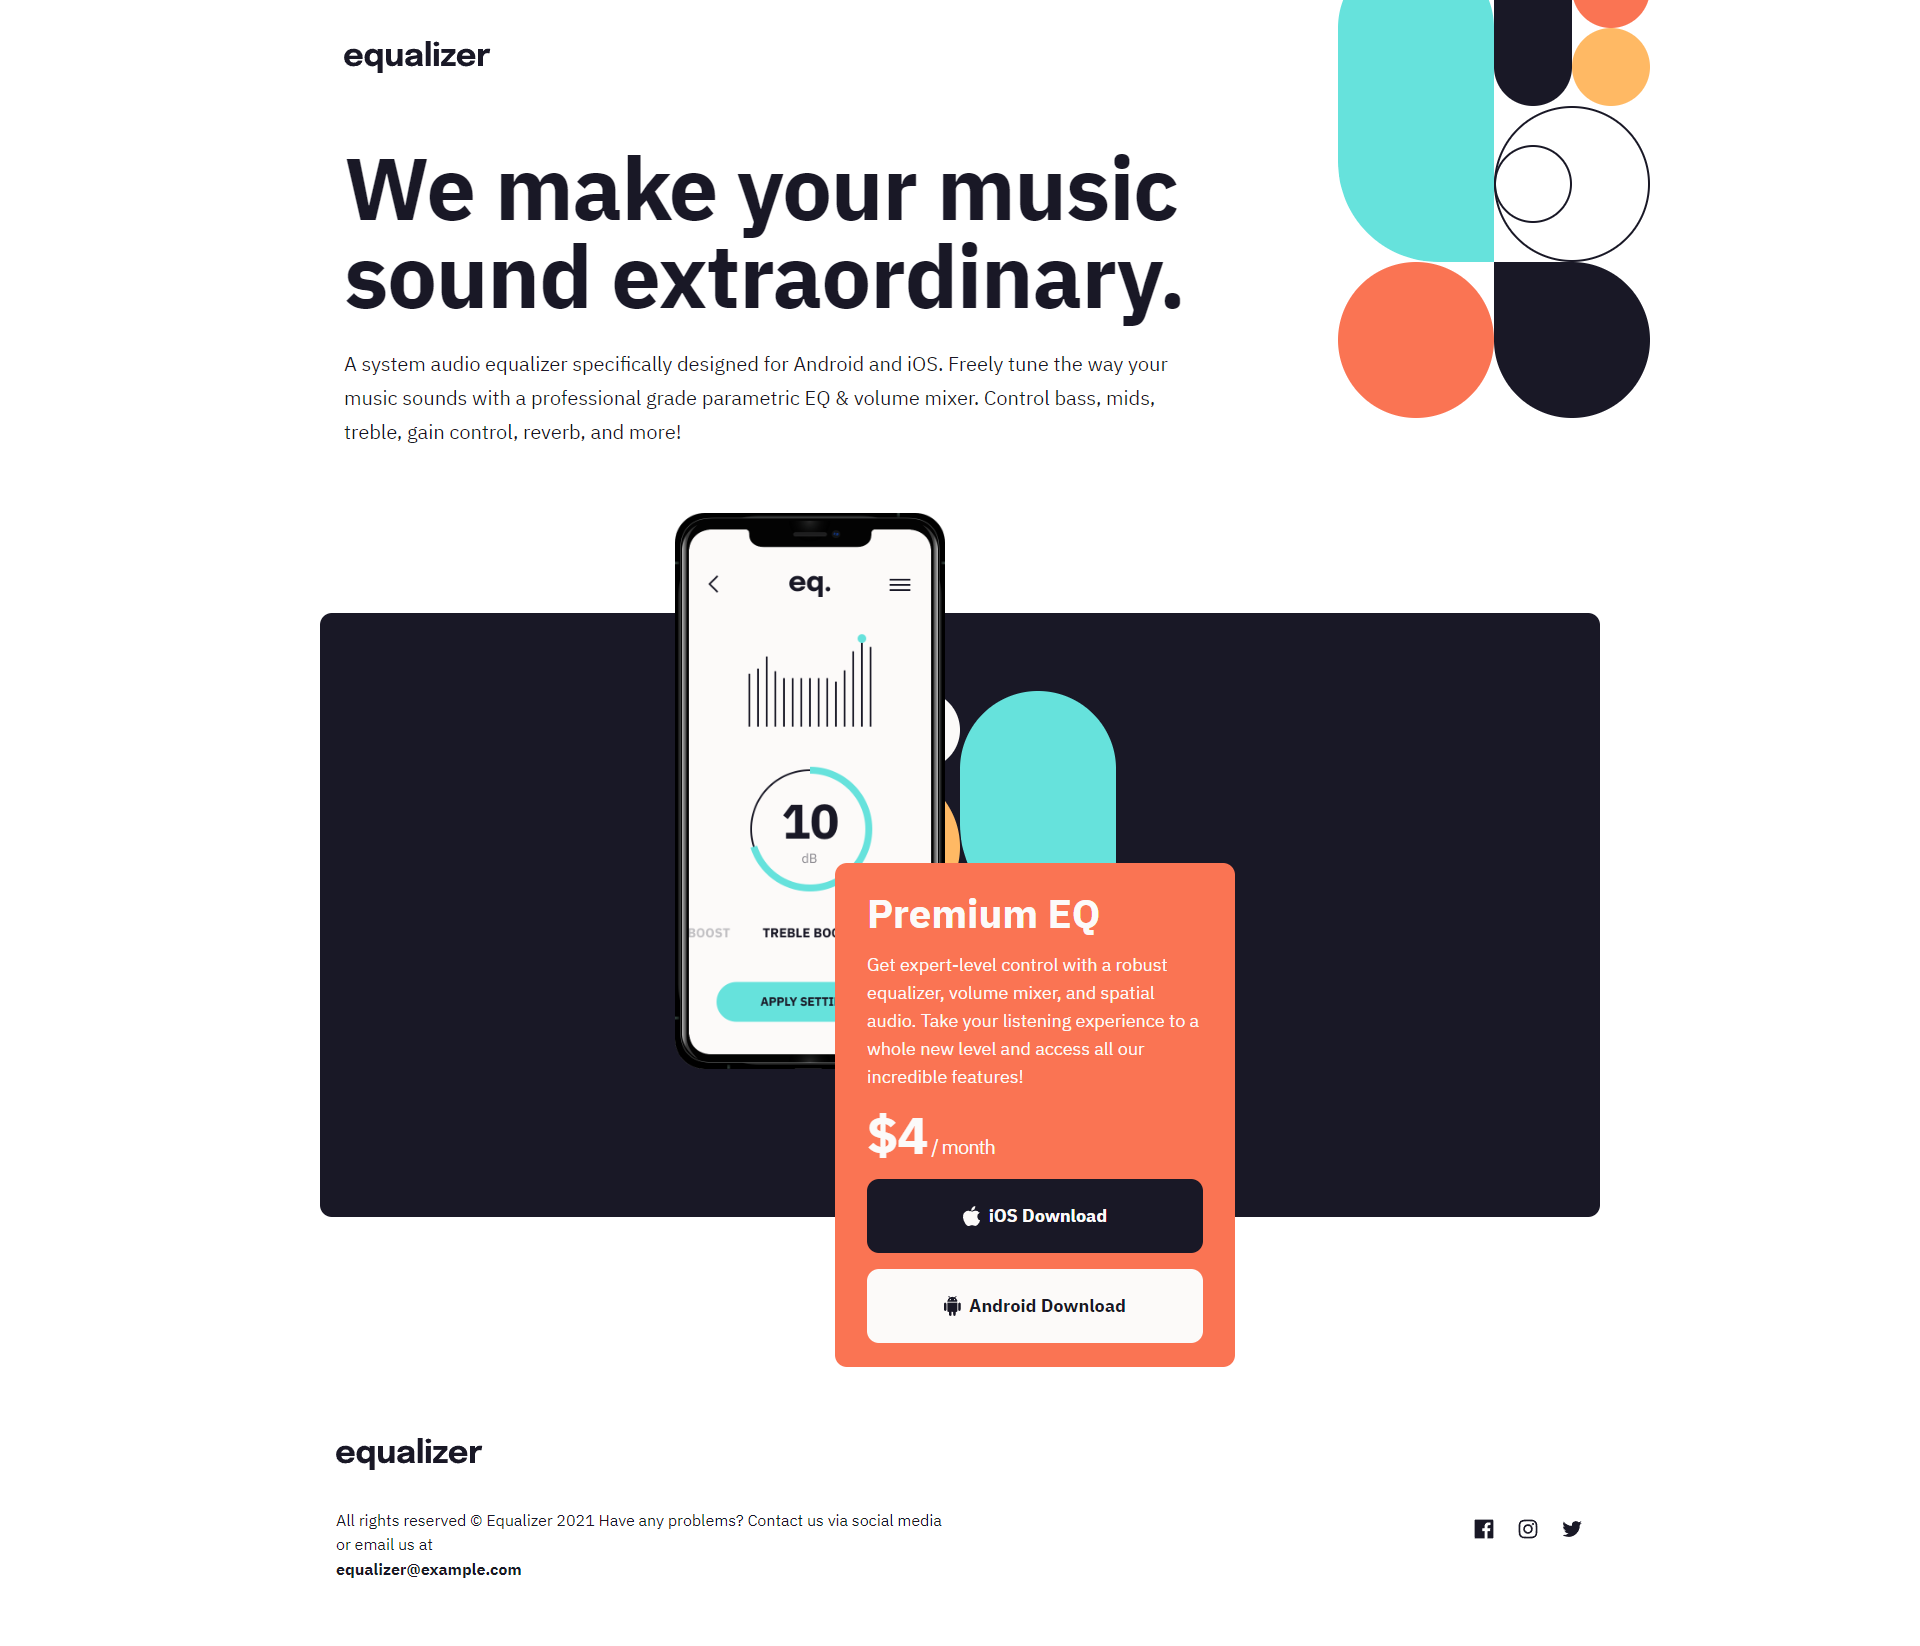 equalizer
We make your music
sound extraordinary.
A system audio equalizer specifically designed for Android and iOS. Freely tune the way your
music sounds with a professional grade parametric EQ & volume mixer. Control bass, mids,
treble, gain control, reverb, and more!
eq.
10
dB
BOOST TREBLE BOO
APPLY SETTI
Premium EQ
Get expert-level control with a robust
equalizer, volume mixer, and spatial
audio. Take your listening experience to a
whole new level and access all our
incredible features!
$4 / month
iOS Download
Android Download
equalizer
All rights reserved © Equalizer 2021 Have any problems? Contact us via social media
or email us at
equalizer@example.com